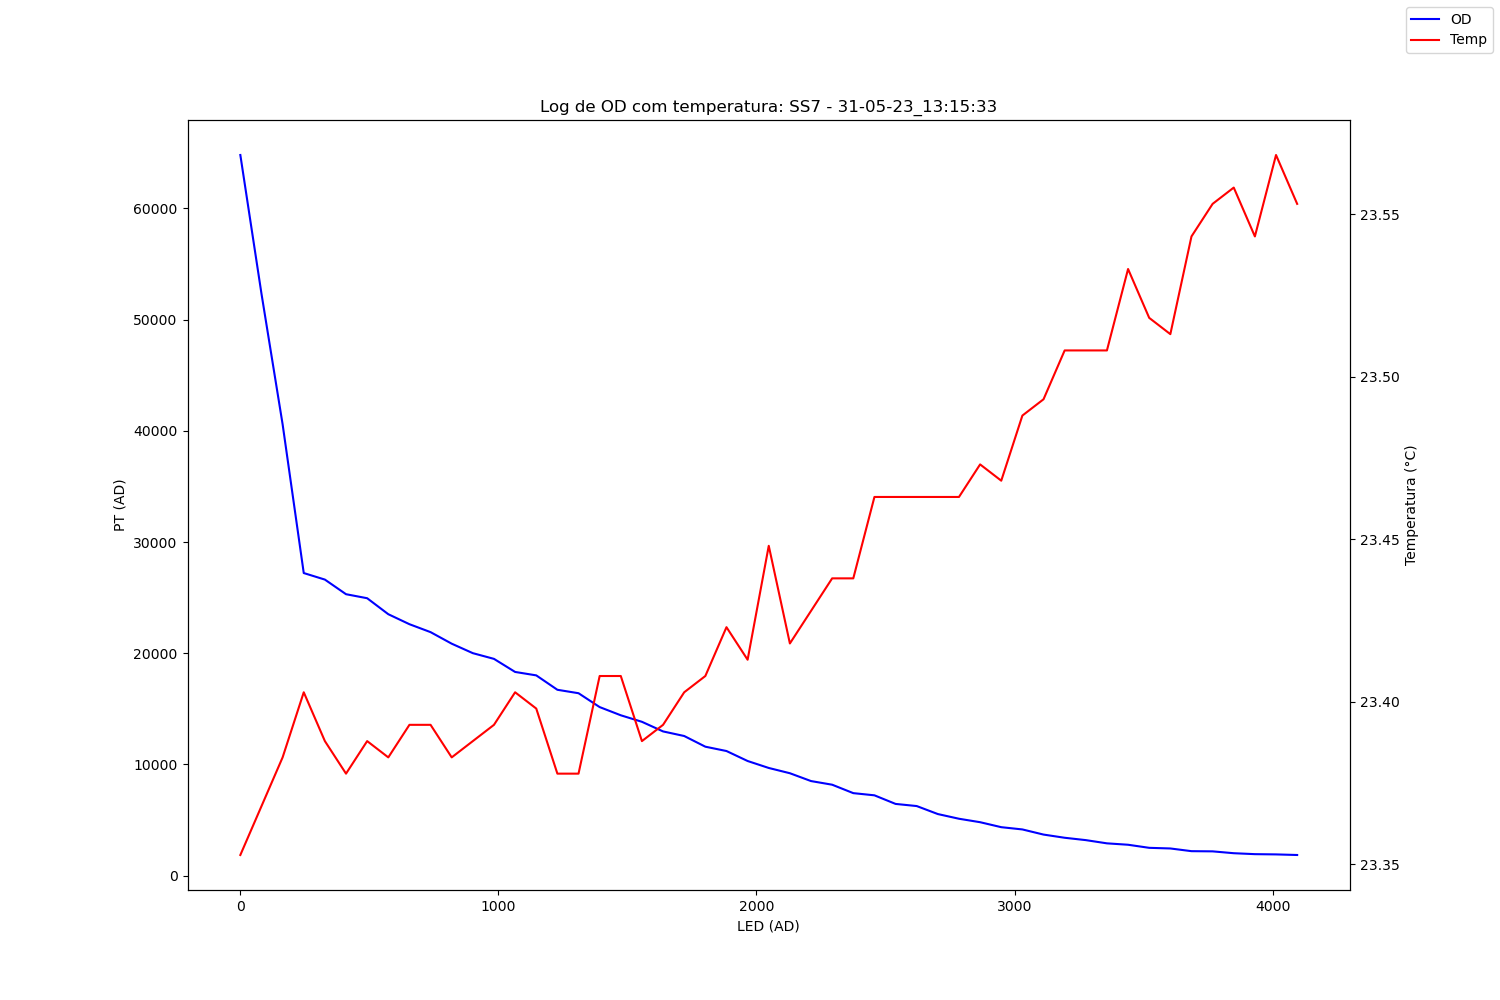 OD
Temp
Log de OD com temperatura: SS7 - 31-05-23_13:15:33
60000
50000
40000
30000
20000
10000
0
PT (AD)
0
1000
2000
3000
4000
LED (AD)
23.55
23.50
23.45
23.40
23.35
Temperatura (°C)